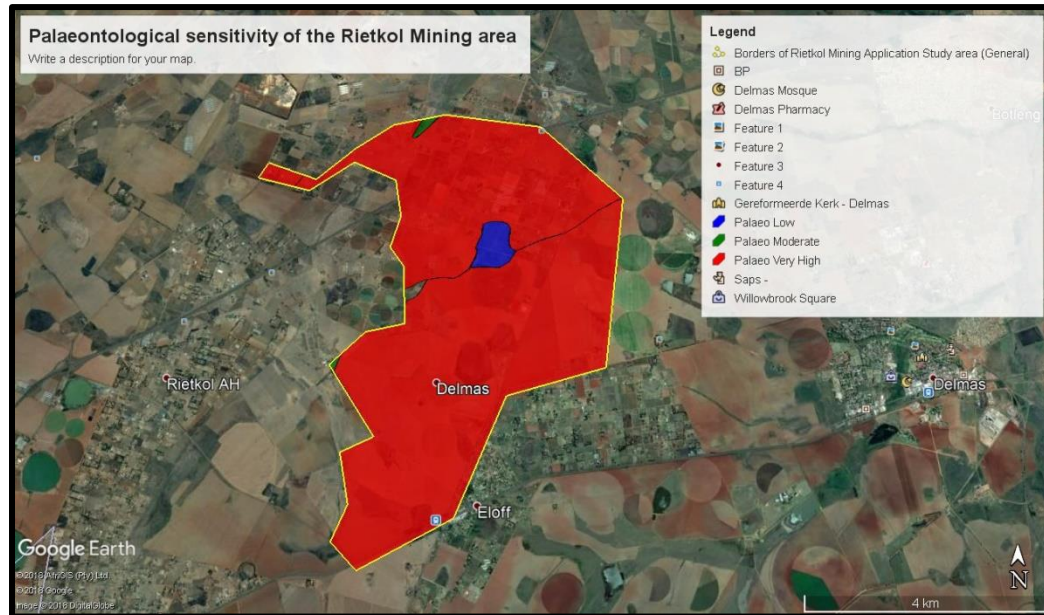 Palaeontological sensitivity of the Rietkol Mining area
Write a description for your map.
Legend
Borders of Rietkol Mining Application Study area (General)
BP
Delmas Mosque
Delmas Pharmacy
Feature 1
Feature 2
Feature 3
Feature 4
Gereformeerde Kerk - Delmas
Palaeo Low
Palaeo Moderate
Palaeo Very High
Saps -
Willowbrook Square
Botleng
Rietkol AH
Delmas
Delmas
Eloff
Google Earth
©2018 AfriGIS (Pty) Ltd.
©2018 Google
Image © 2018 DigitalGlobe
N
4 km